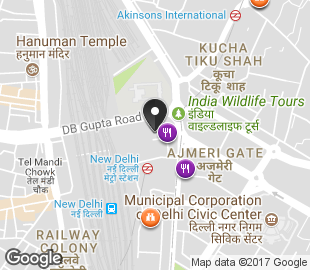 Akinsons International
Hanuman Temple
हनुमान मंदिर
KUCHA
TIKU SHAH
कूचा
टिकू शाह
India Wildlife Tours
इंडिया
वाइल्डलाइफ टूर्स
DB Gupta Road
Tel Mandi
Chowk
तेल मंडी
चौक
New Delhi
नई दिल्ली
मेट्रो स्टेशन
AJMERI GATE
अजमेरी
गेट
New Delhi
नई दिल्ली
Municipal Corporation
of Delhi Civic Center
दिल्ली नगर निगम
सिविक सेंटर
RAILWAY
COLONY
रेलवे
Google
Map data ©2017 Google